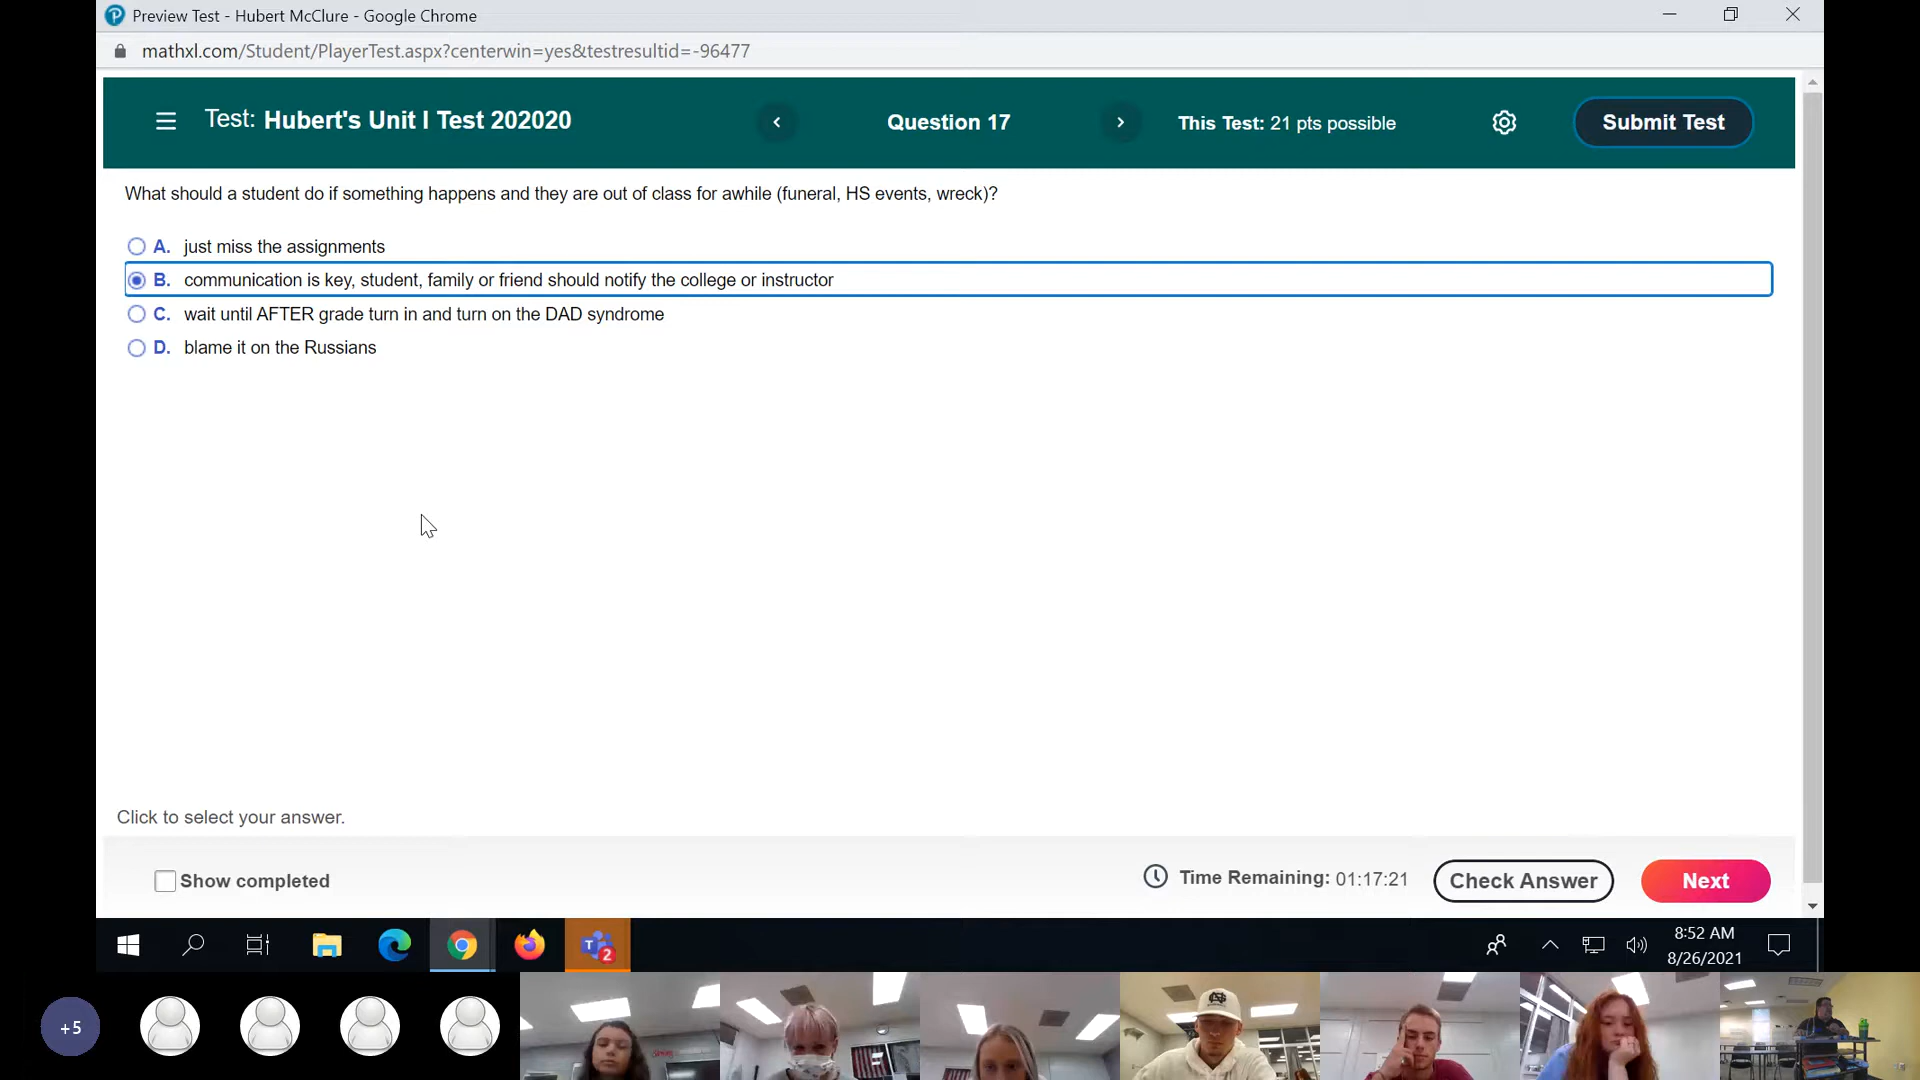 Preview Test - Hubert McClure - Google Chrome
mathxl.com/Student/PlayerTest.aspx?centerwin=yes&testresultid=-96477
Test: Hubert's Unit I Test 202020
Question 17
This Test: 21 pts possible
Submit Test
What should a student do if something happens and they are out of class for awhile (funeral, HS events, wreck)?
A. just miss the assignments
B. communication is key, student, family or friend should notify the college or instructor
C. wait until AFTER grade turn in and turn on the DAD syndrome
D. blame it on the Russians
Click to select your answer.
Show completed
Time Remaining: 01:17:21
Check Answer
Next
T 2
8:52 AM
8/26/2021
+5